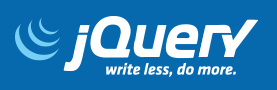 jQuery
write less, do more.